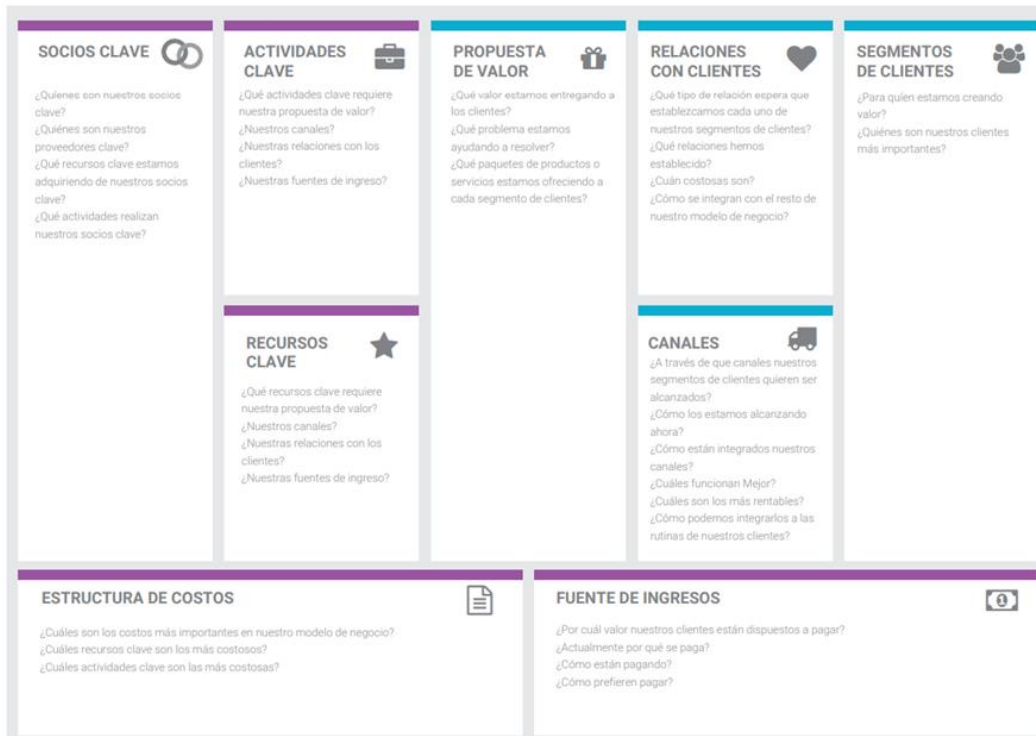 SOCIOS CLAVE
¿Quienes son nuestros socios
clave?
¿Quiénes son nuestros
proveedores clave?
¿Qué recursos clave estamos
adquiriendo de nuestros socios
clave?
¿Qué actividades realizan
nuestros socios clave?
ACTIVIDADES
CLAVE
¿Qué actividades clave requiere
nuestra propuesta de valor?
¿Nuestros canales?
¿Nuestras relaciones con los
clientes?
¿Nuestras fuentes de ingreso?
RECURSOS
CLAVE
¿Qué recursos clave requiere
nuestra propuesta de valor?
¿Nuestros canales?
¿Nuestras relaciones con los
clientes?
¿Nuestras fuentes de ingreso?
PROPUESTA
DE VALOR
¿Qué valor estamos entregando a
los clientes?
¿Qué problema estamos
ayudando a resolver?
¿Qué paquetes de productos o
servicios estamos ofreciendo a
cada segmento de clientes?
RELACIONES
CON CLIENTES
¿Qué tipo de relación espera que
establezcamos cada uno de
nuestros segmentos de clientes?
¿Qué relaciones hemos
establecido?
¿Cuán costosas son?
¿Cómo se integran con el resto de
nuestro modelo de negocio?
CANALES
¿A través de que canales nuestros
segmentos de clientes quieren ser
alcanzados?
¿Cómo los estamos alcanzando
ahora?
¿Cómo están integrados nuestros
canales?
¿Cuáles funcionan Mejor?
¿Cuáles son los más rentables?
¿Cómo podemos integrarlos a las
rutinas de nuestros clientes?
SEGMENTOS
DE CLIENTES
¿Para quien estamos creando
valor?
¿Quiénes son nuestros clientes
más importantes?
ESTRUCTURA DE COSTOS
¿Cuáles son los costos más importantes en nuestro modelo de negocio?
¿Cuáles recursos clave son los más costosos?
¿Cuáles actividades clave son las más costosas?
FUENTE DE INGRESOS
¿Por cuál valor nuestros clientes están dispuestos a pagar?
¿Actualmente por qué se paga?
¿Cómo están pagando?
¿Cómo prefieren pagar?